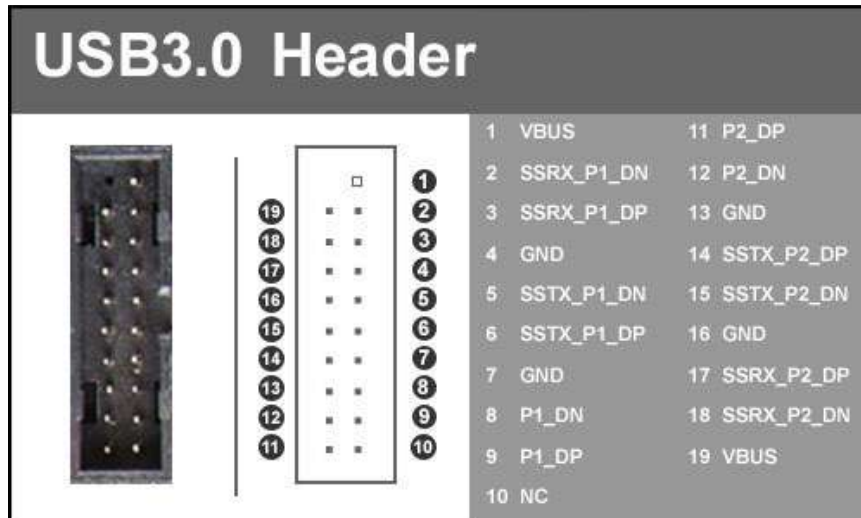 USB3.0 Header
1
19 2
18 3
17 4
16 5
15 6
14 7
13 8
12 9
11 10
1 VBUS 11 P2_DP
2 SSRX_P1_DN 12 P2_DN
3 SSRX_P1_DP 13 GND
4 GND 14 SSTX_P2_DP
5 SSTX_P1_DN 15 SSTX_P2_DN
6 SSTX_P1_DP 16 GND
7 GND 17 SSRX_P2_DP
8 P1_DN 18 SSRX_P2_DN
9 P1_DP 19 VBUS
10 NC